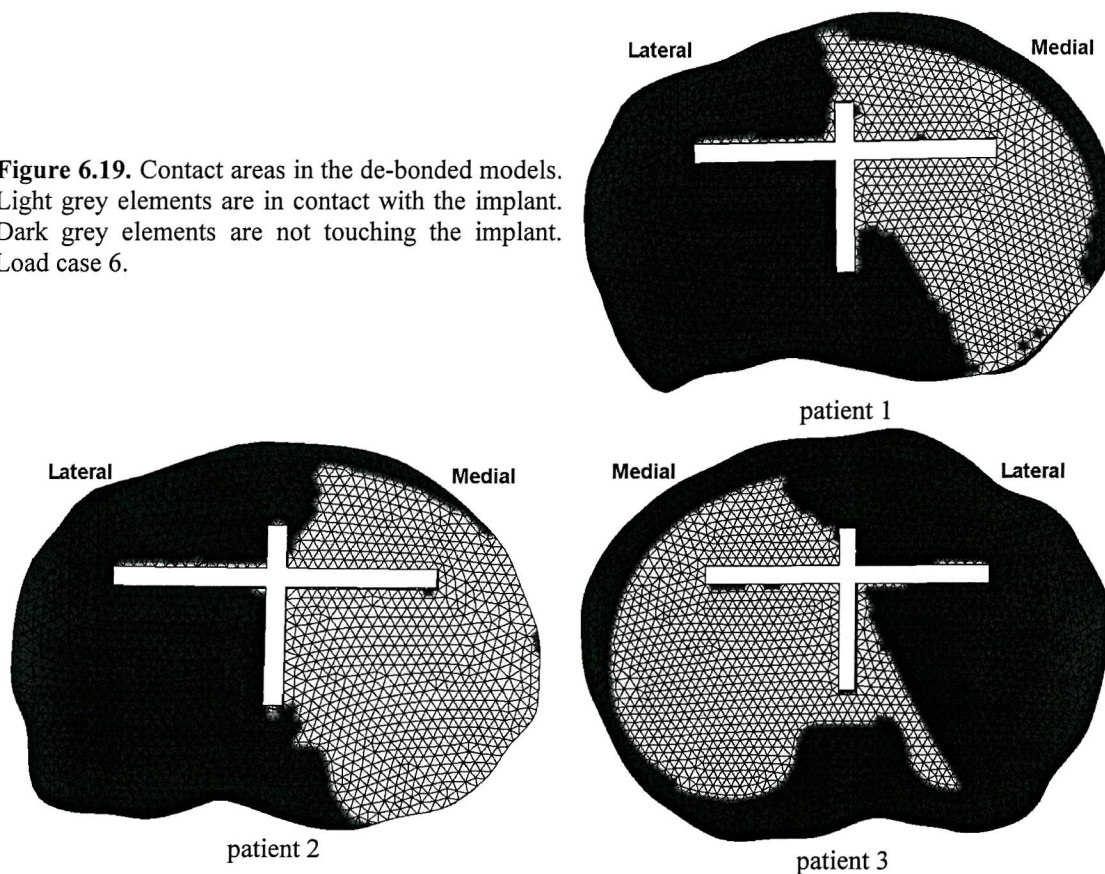 Lateral
Medial
Figure 6.19. Contact areas in the de-bonded models.
Light grey elements are in contact with the implant.
Dark grey elements are not touching the implant.
Load case 6.
patient 1
Lateral
Medial
Medial
Lateral
patient 2
patient 3